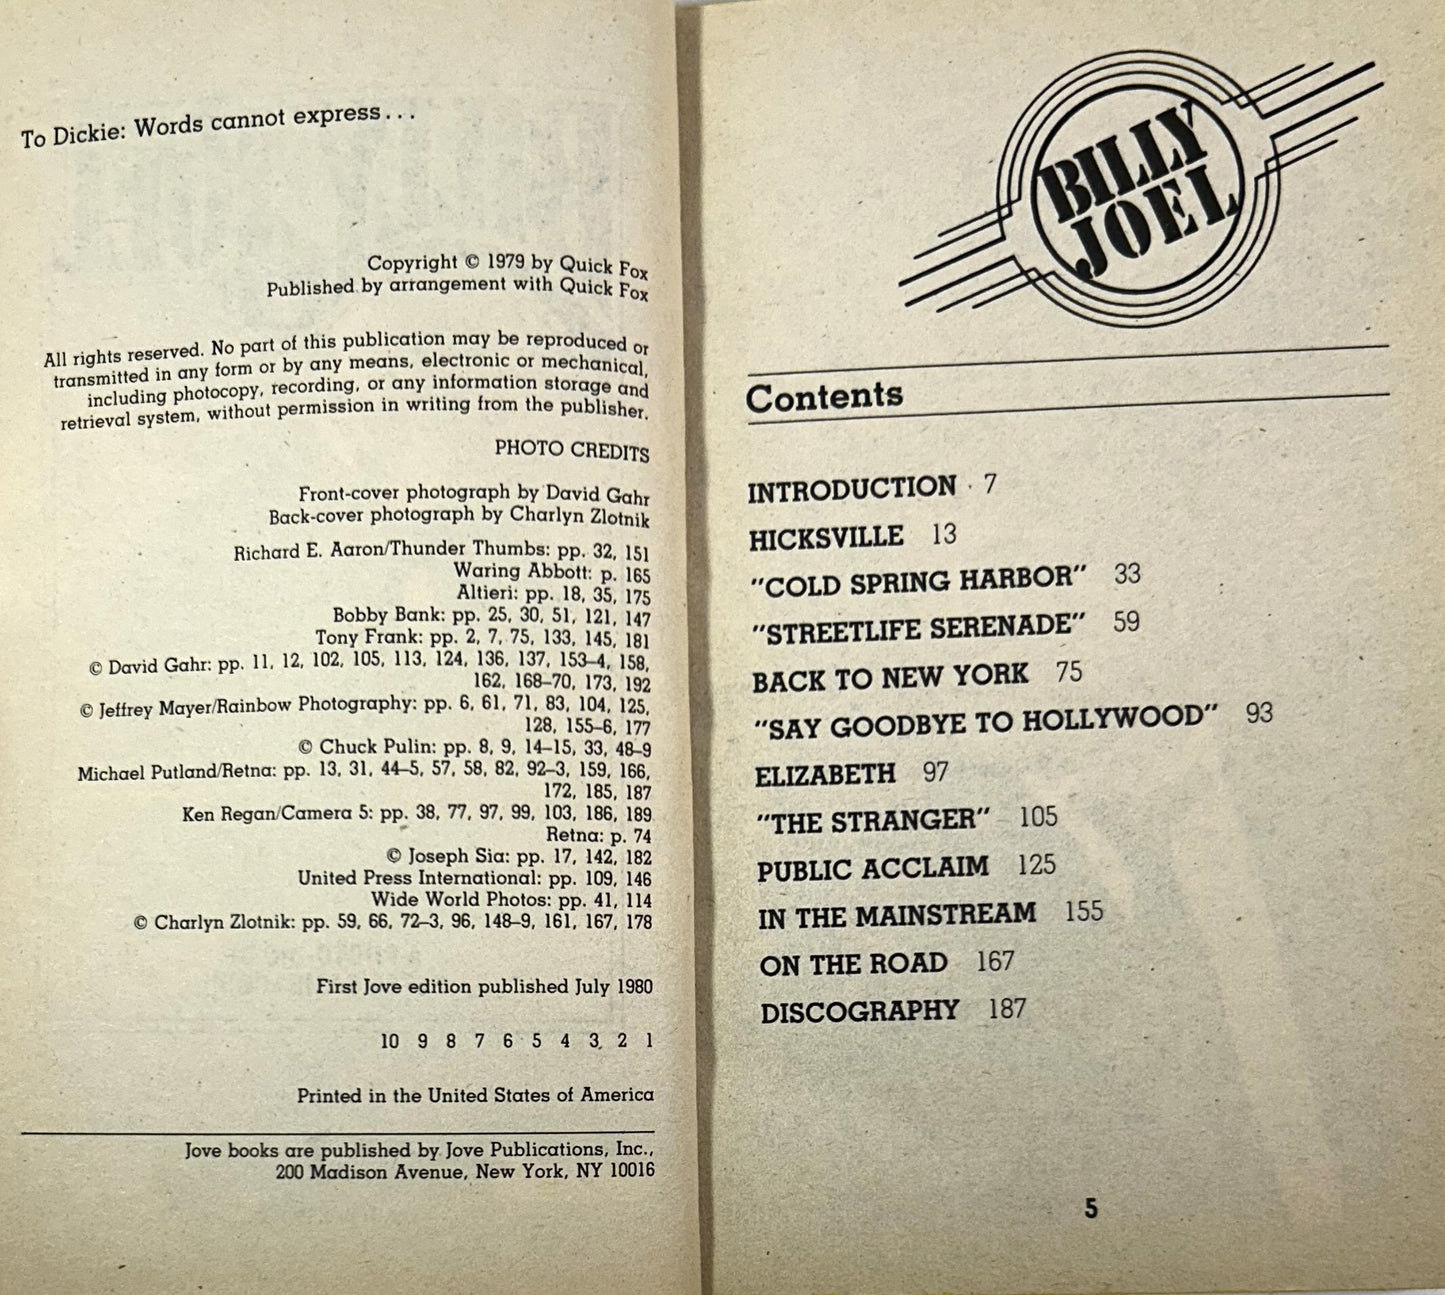 To Dickie: Words cannot express...
Copyright © 1979 by Quick Fox
Published by arrangement with Quick Fox
All rights reserved. No part of this publication may be reproduced or
transmitted in any form or by any means, electronic or mechanical,
including photocopy, recording, or any information storage and
retrieval system, without permission in writing from the publisher.
PHOTO CREDITS
Front-cover photograph by David Gahr
Back-cover photograph by Charlyn Zlotnik
Richard E. Aaron/Thunder Thumbs: pp. 32, 151
Waring Abbott: p. 165
Altieri: pp. 18, 35, 175
Bobby Bank: pp. 25, 30, 51, 121, 147
Tony Frank: pp. 2, 7, 75, 133, 145, 181
© David Gahr: pp. 11, 12, 102, 105, 113, 124, 136, 137, 153–4, 158,
162, 168–70, 173, 192
© Jeffrey Mayer/Rainbow Photography: pp. 6, 61, 71, 83, 104, 125,
128, 155–6, 177
© Chuck Pulin: pp. 8, 9, 14–15, 33, 48–9
Michael Putland/Retna: pp. 13, 31, 44–5, 57, 58, 82, 92–3, 159, 166,
172, 185, 187
Ken Regan/Camera 5: pp. 38, 77, 97, 99, 103, 186, 189
Retna: p. 74
© Joseph Sia: pp. 17, 142, 182
United Press International: pp. 109, 146
Wide World Photos: pp. 41, 114
© Charlyn Zlotnik: pp. 59, 66, 72–3, 96, 148–9, 161, 167, 178
First Jove edition published July 1980
10 9 8 7 6 5 4 3 2 1
Printed in the United States of America
Jove books are published by Jove Publications, Inc.,
200 Madison Avenue, New York, NY 10016
BILLY
JOEL
Contents
INTRODUCTION 7
HICKSVILLE 13
"COLD SPRING HARBOR" 33
"STREETLIFE SERENADE" 59
BACK TO NEW YORK 75
"SAY GOODBYE TO HOLLYWOOD" 93
ELIZABETH 97
"THE STRANGER" 105
PUBLIC ACCLAIM 125
IN THE MAINSTREAM 155
ON THE ROAD 167
DISCOGRAPHY 187
5